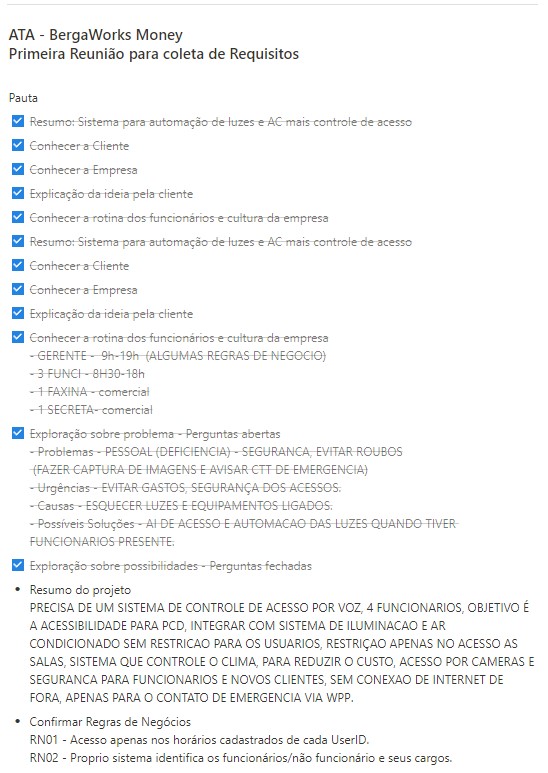 ATA - BergaWorks Money
Primeira Reunião para coleta de Requisitos
Pauta
Resumo: Sistema para automação de luzes e AC mais controle de acesso
Conhecer a Cliente
Conhecer a Empresa
Explicação da ideia pela cliente
Conhecer a rotina dos funcionários e cultura da empresa
Resumo: Sistema para automação de luzes e AC mais controle de acesso
Conhecer a Cliente
Conhecer a Empresa
Explicação da ideia pela cliente
Conhecer a rotina dos funcionários e cultura da empresa
- GERENTE - 9h-19h (ALGUMAS REGRAS DE NEGOCIO)
- 3 FUNCI - 8H30-18h
- 1 FAXINA - comercial
- 1 SECRETA- comercial
Exploração sobre problema - Perguntas abertas
- Problemas - PESSOAL (DEFICIENCIA) - SEGURANCA, EVITAR ROUBOS
(FAZER CAPTURA DE IMAGENS E AVISAR CTT DE EMERGENCIA)
- Urgências - EVITAR GASTOS, SEGURANÇA DOS ACESSOS.
- Causas - ESQUECER LUZES E EQUIPAMENTOS LIGADOS.
- Possíveis Soluções - AI DE ACESSO E AUTOMACAO DAS LUZES QUANDO TIVER
FUNCIONARIOS PRESENTE.
Exploração sobre possibilidades - Perguntas fechadas
• Resumo do projeto
PRECISA DE UM SISTEMA DE CONTROLE DE ACESSO POR VOZ, 4 FUNCIONARIOS, OBJETIVO É
A ACESSIBILIDADE PARA PCD, INTEGRAR COM SISTEMA DE ILUMINACAO E AR
CONDICIONADO SEM RESTRICAO PARA OS USUARIOS, RESTRIÇAO APENAS NO ACESSO AS
SALAS, SISTEMA QUE CONTROLE O CLIMA, PARA REDUZIR O CUSTO, ACESSO POR CAMERAS E
SEGURANCA PARA FUNCIONARIOS E NOVOS CLIENTES, SEM CONEXAO DE INTERNET DE
FORA, APENAS PARA O CONTATO DE EMERGENCIA VIA WPP.
• Confirmar Regras de Negócios
RN01 - Acesso apenas nos horários cadastrados de cada UserID.
RN02 - Proprio sistema identifica os funcionários/não funcionário e seus cargos.